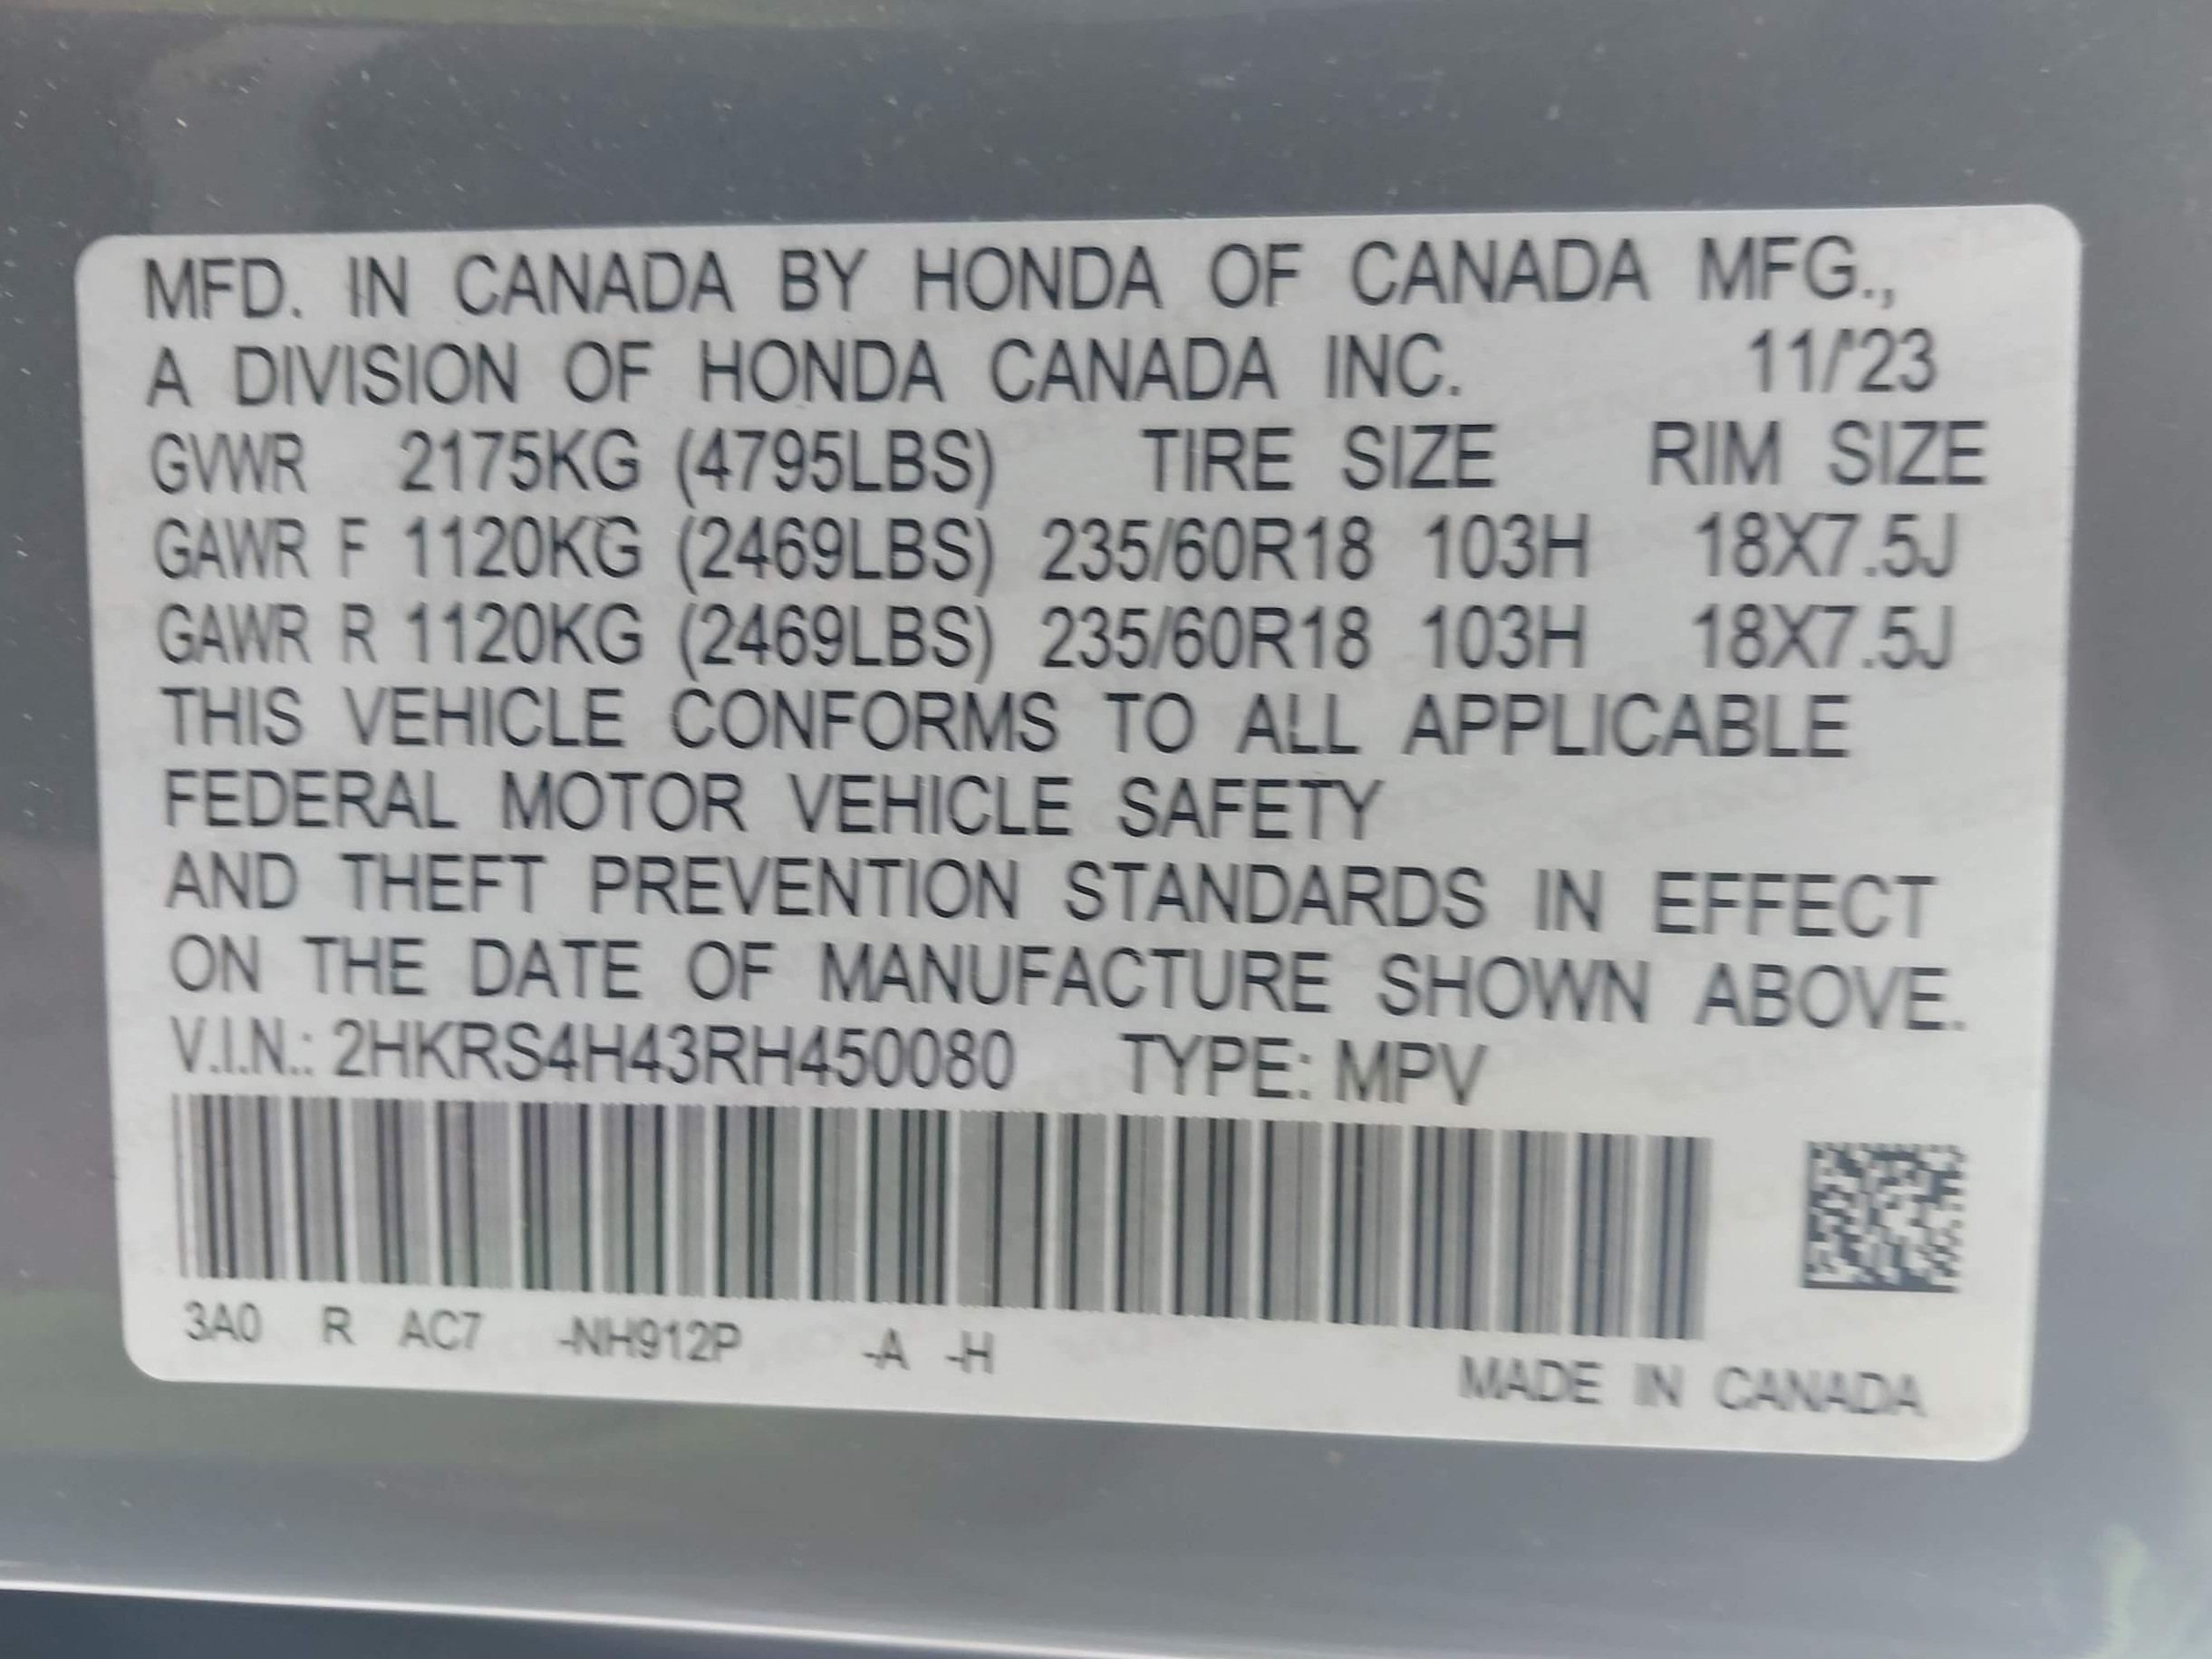 MFD. IN CANADA BY HONDA OF CANADA MFG.,
A DIVISION OF HONDA CANADA INC. 11/'23
GVWR 2175KG (4795LBS) TIRE SIZE RIM SIZE
GAWR F 1120KG (2469LBS) 235/60R18 103H 18X7.5J
GAWR R 1120KG (2469LBS) 235/60R18 103H 18X7.5J
THIS VEHICLE CONFORMS TO ALL APPLICABLE
FEDERAL MOTOR VEHICLE SAFETY
AND THEFT PREVENTION STANDARDS IN EFFECT
ON THE DATE OF MANUFACTURE SHOWN ABOVE.
V.I.N.: 2HKRS4H43RH450080 TYPE: MPV
3A0 R AC7 -NH912P -A -H
MADE IN CANADA